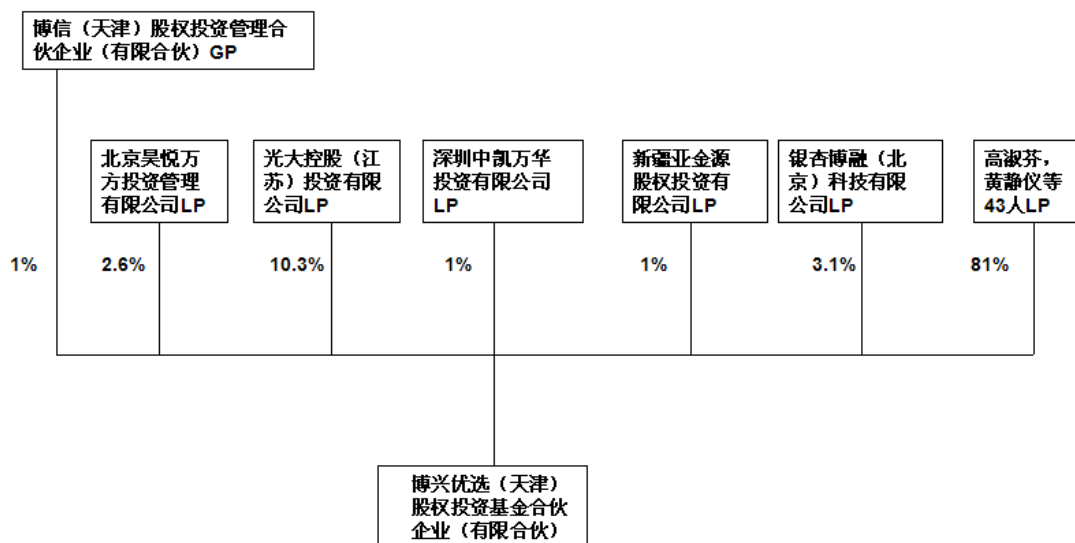 博信（天津）股权投资管理合
伙企业（有限合伙）GP
北京昊悦万
方投资管理
有限公司LP
光大控股（江
苏）投资有限
公司LP
深圳中凯万华
投资有限公司
LP
新疆亚金源
股权投资有
限公司LP
银杏博融（北
京）科技有限
公司LP
高淑芬，
黄静仪等
43人LP
1%
2.6%
10.3%
1%
1%
3.1%
81%
博兴优选（天津）
股权投资基金合伙
企业（有限合伙）